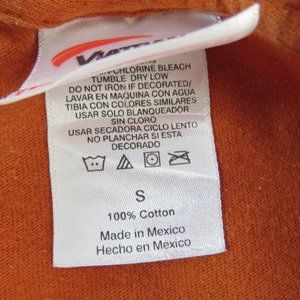 CHLORINE BLEACH
TUMBLE DRY LOW
DO NOT IRON IF DECORATED/
LAVAR EN MAQUINA CON AGUA
TIBIA CON COLORES SIMILARES
USAR SOLO BLANQUEADOR
SIN CLORO
USAR SECADORA CICLO LENTO
NO PLANCHAR SI ESTA
DECORADO
S
100% Cotton
Made in Mexico
Hecho en Mexico